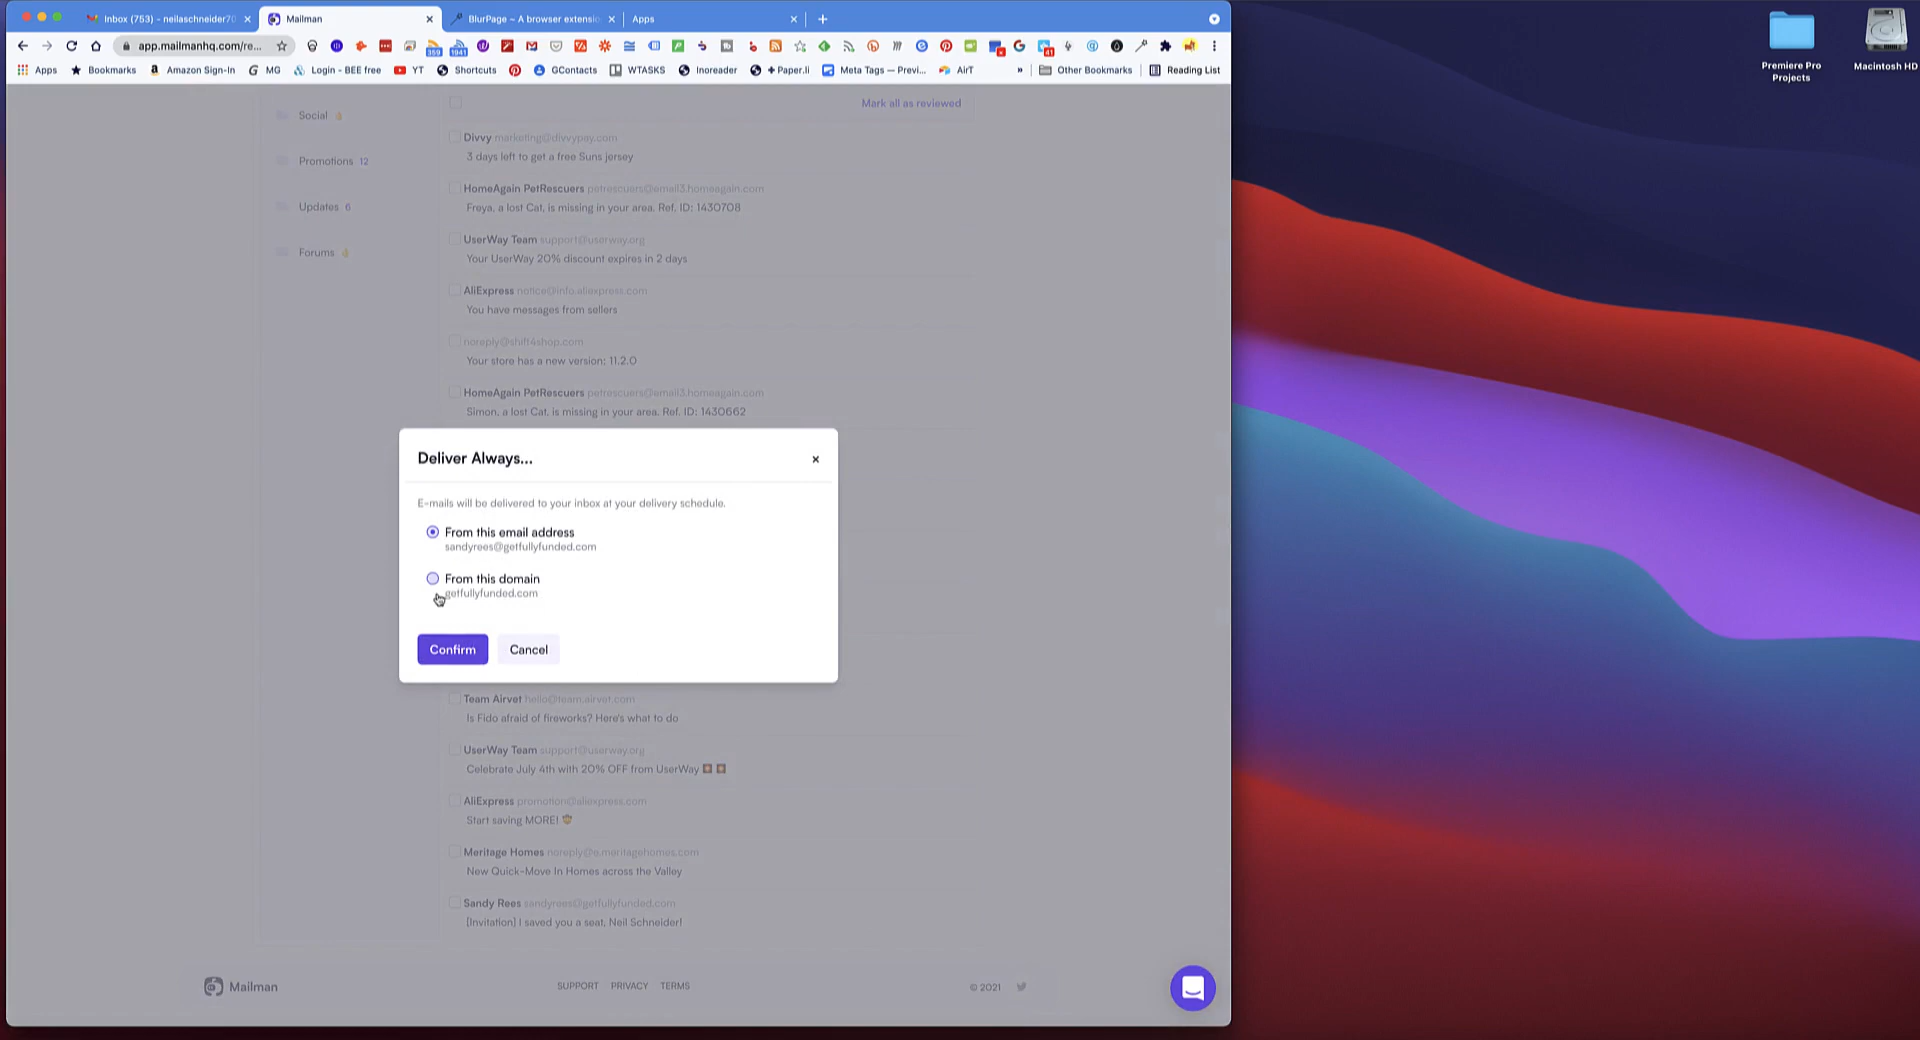 Inbox (753) - neilaschneider70
Mailman
BlurPage ~ A browser extensio
Apps
app.mailmanhq.com/re...
359
1941
41
Apps
Bookmarks
Amazon Sign-In
MG
Login - BEE free
YT
Shortcuts
GContacts
WTASKS
Inoreader
+ Paper.li
Meta Tags — Previ...
AirT
»
Other Bookmarks
Reading List
Premiere Pro
Projects
Macintosh HD
Social
Promotions 12
Updates 6
Forums
Mark all as reviewed
Divvy marketing@divvypay.com
3 days left to get a free Suns jersey
HomeAgain PetRescuers petrescuers@email3.homeagain.com
Freya, a lost Cat, is missing in your area. Ref. ID: 1430708
UserWay Team support@userway.org
Your UserWay 20% discount expires in 2 days
AliExpress notice@info.aliexpress.com
You have messages from sellers
noreply@shift4shop.com
Your store has a new version: 11.2.0
HomeAgain PetRescuers petrescuers@email3.homeagain.com
Simon, a lost Cat, is missing in your area. Ref. ID: 1430662
Deliver Always...
E-mails will be delivered to your inbox at your delivery schedule.
From this email address
sandyrees@getfullyfunded.com
From this domain
getfullyfunded.com
Confirm
Cancel
Team Airvet hello@team.airvet.com
Is Fido afraid of fireworks? Here's what to do
UserWay Team support@userway.org
Celebrate July 4th with 20% OFF from UserWay
AliExpress promotion@aliexpress.com
Start saving MORE!
Meritage Homes noreply@e.meritagehomes.com
New Quick-Move In Homes across the Valley
Sandy Rees sandyrees@getfullyfunded.com
[Invitation] I saved you a seat, Neil Schneider!
Mailman
SUPPORT
PRIVACY
TERMS
© 2021